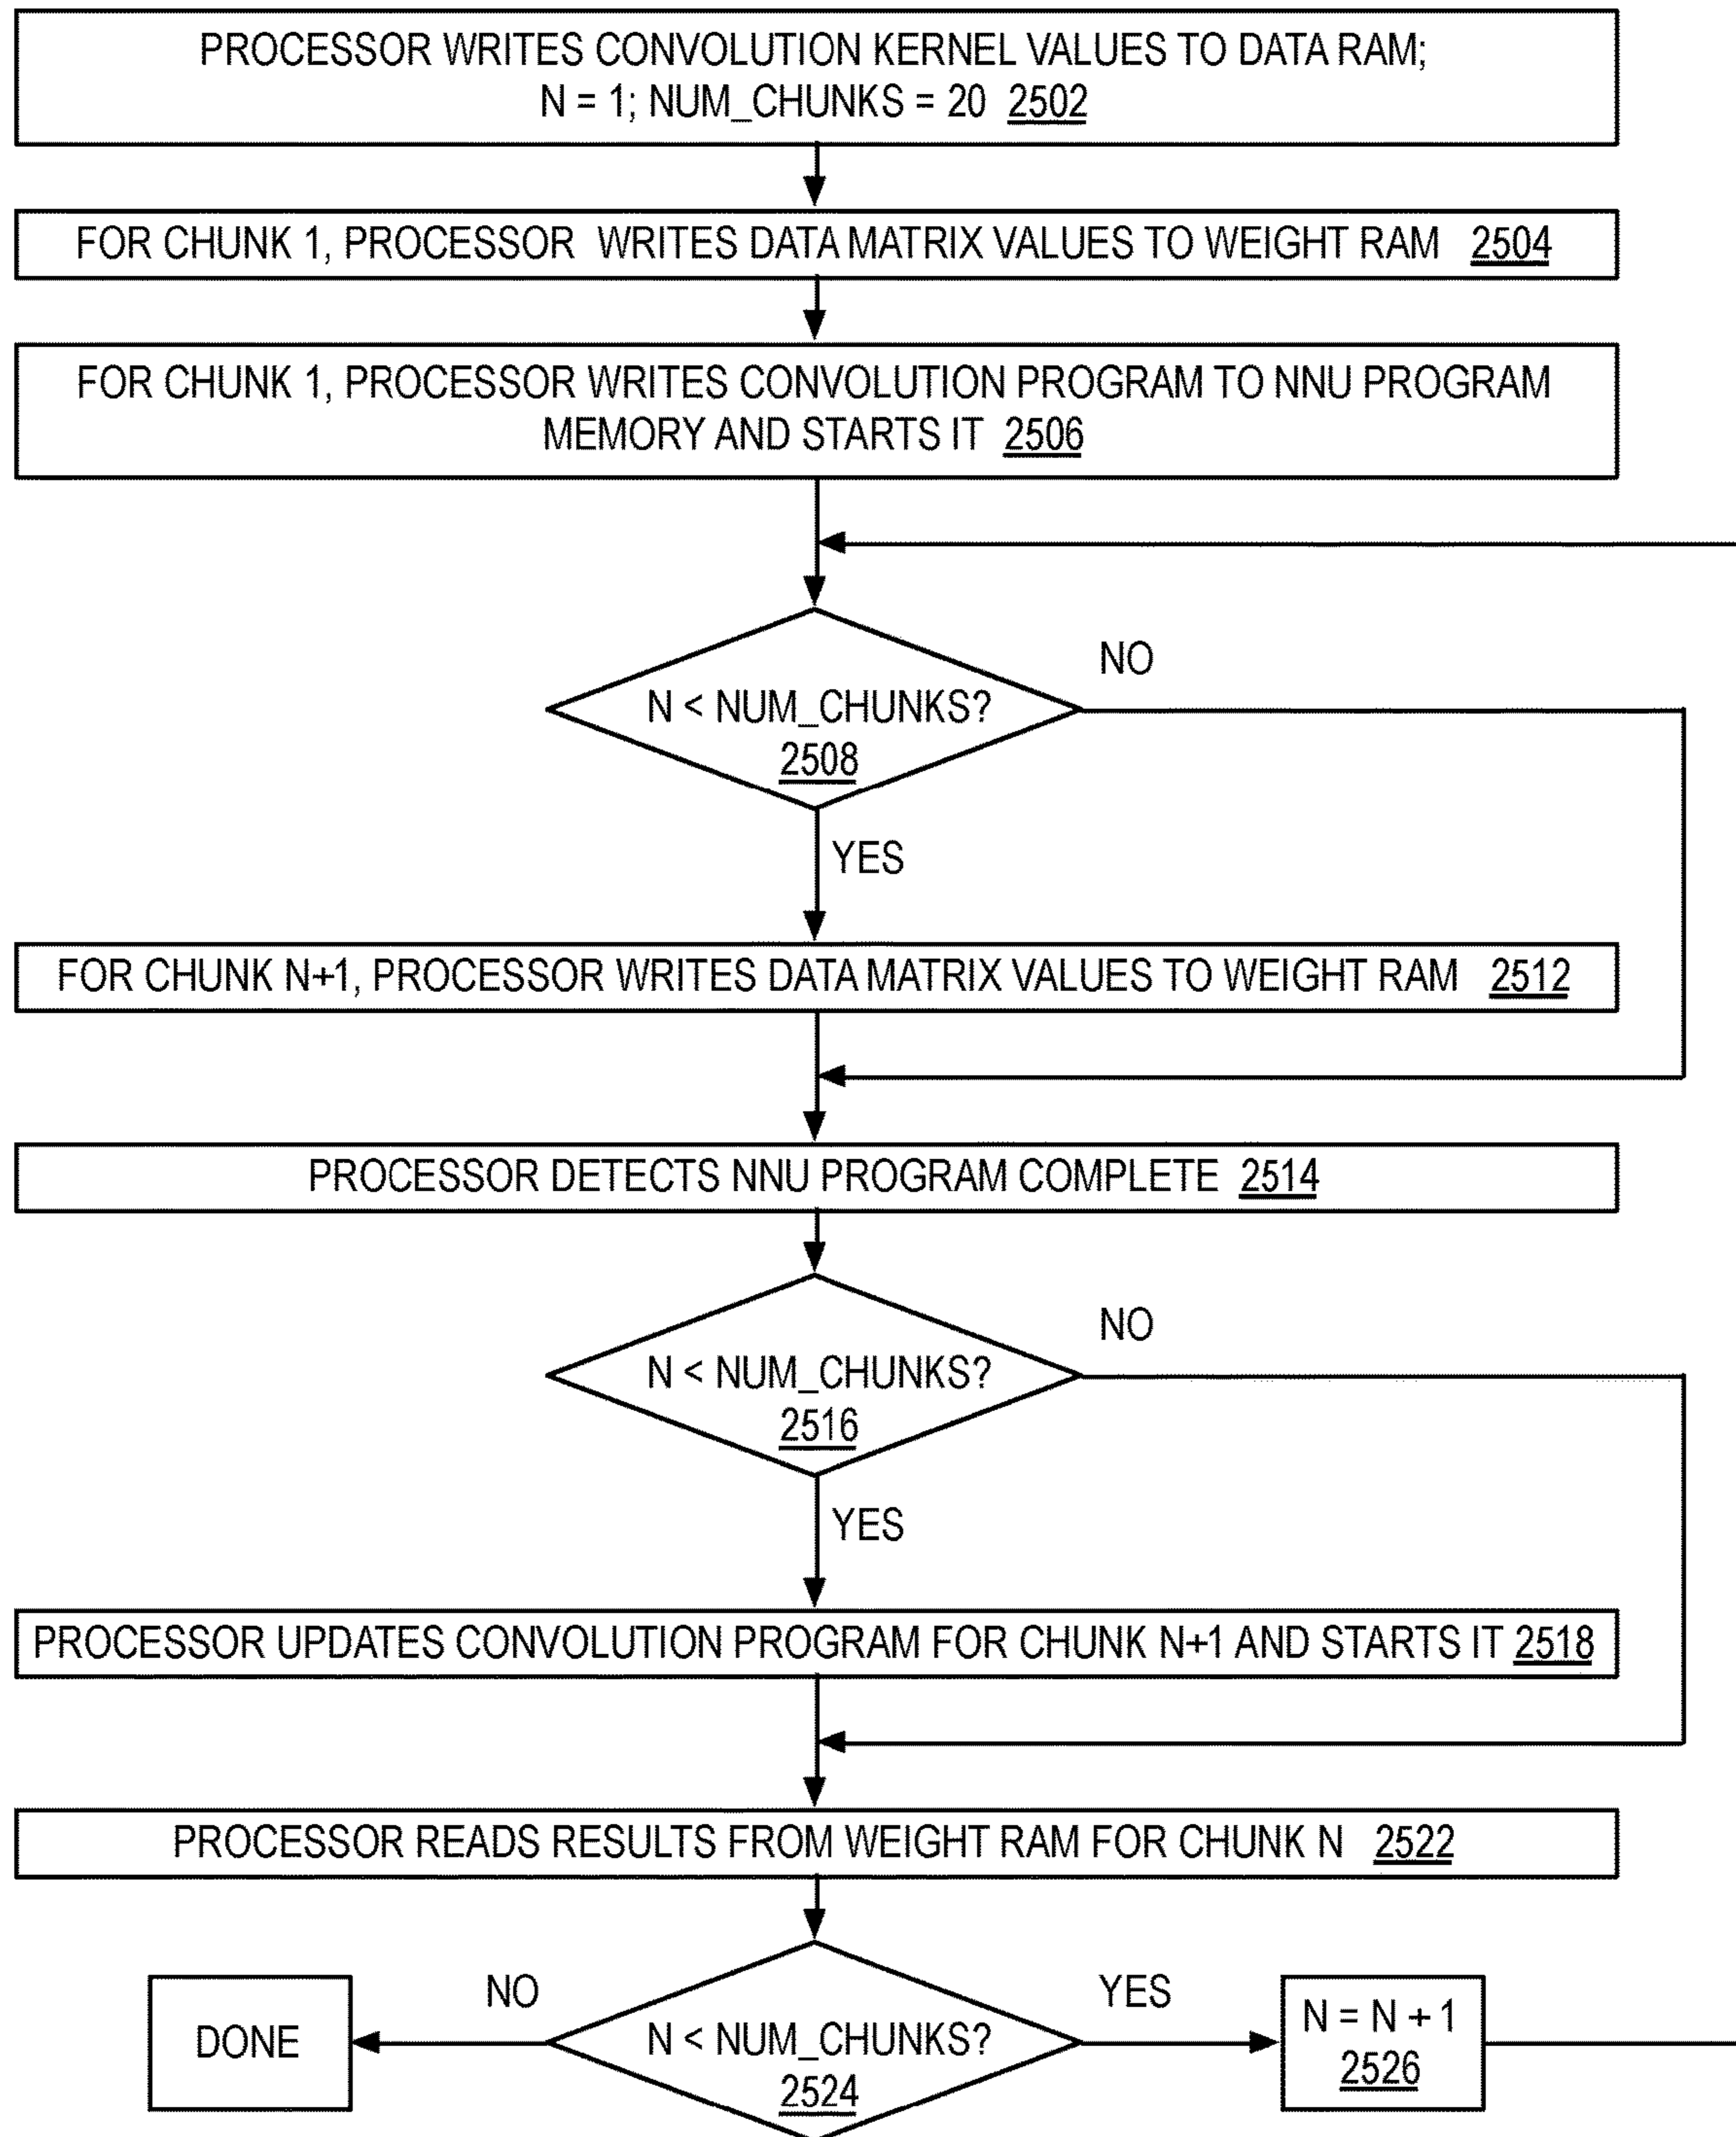 PROCESSOR WRITES CONVOLUTION KERNEL VALUES TO DATA RAM;
N = 1; NUM_CHUNKS = 20 2502
FOR CHUNK 1, PROCESSOR WRITES DATA MATRIX VALUES TO WEIGHT RAM 2504
FOR CHUNK 1, PROCESSOR WRITES CONVOLUTION PROGRAM TO NNU PROGRAM
MEMORY AND STARTS IT 2506
NO
N < NUM_CHUNKS?
2508
YES
FOR CHUNK N+1, PROCESSOR WRITES DATA MATRIX VALUES TO WEIGHT RAM 2512
PROCESSOR DETECTS NNU PROGRAM COMPLETE 2514
NO
N < NUM_CHUNKS?
2516
YES
PROCESSOR UPDATES CONVOLUTION PROGRAM FOR CHUNK N+1 AND STARTS IT 2518
PROCESSOR READS RESULTS FROM WEIGHT RAM FOR CHUNK N 2522
NO
YES
DONE
N < NUM_CHUNKS?
2524
N = N + 1
2526